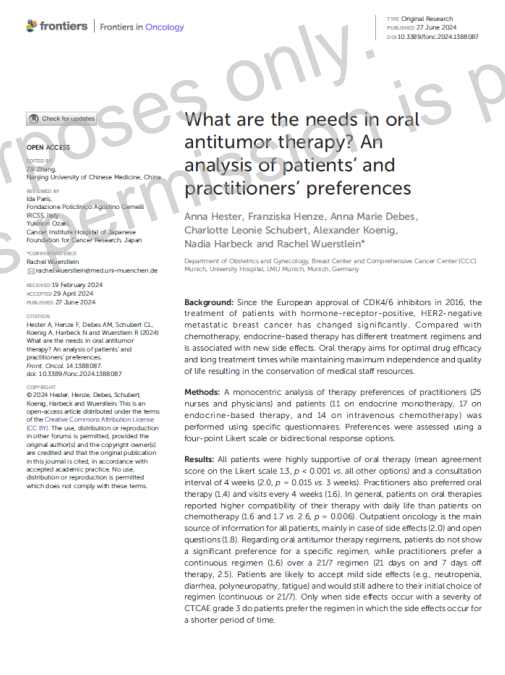 frontiers | Frontiers in Oncology
TYPE Original Research
PUBLISHED 27 June 2024
DOI 10.3389/fonc.2024.1388087
Check for updates
OPEN ACCESS
EDITED BY
Zili Zhang,
Nanjing University of Chinese Medicine, China
REVIEWED BY
Ida Paris,
Fondazione Policlinico Agostino Gemelli
IRCSS, Italy
Yukinori Ozaki,
Cancer Institute Hospital of Japanese
Foundation for Cancer Research, Japan
*CORRESPONDENCE
Rachel Wuerstlein
rachel.wuerstlein@med.uni-muenchen.de
RECEIVED 19 February 2024
ACCEPTED 29 April 2024
PUBLISHED 27 June 2024
CITATION
Hester A, Henze F, Debes AM, Schubert CL,
Koenig A, Harbeck N and Wuerstlein R (2024)
What are the needs in oral antitumor
therapy? An analysis of patients' and
practitioners' preferences.
Front. Oncol. 14:1388087.
doi: 10.3389/fonc.2024.1388087
COPYRIGHT
© 2024 Hester, Henze, Debes, Schubert,
Koenig, Harbeck and Wuerstlein. This is an
open-access article distributed under the terms
of the Creative Commons Attribution License
(CC BY). The use, distribution or reproduction
in other forums is permitted, provided the
original author(s) and the copyright owner(s)
are credited and that the original publication
in this journal is cited, in accordance with
accepted academic practice. No use,
distribution or reproduction is permitted
which does not comply with these terms.
What are the needs in oral
antitumor therapy? An
analysis of patients' and
practitioners' preferences
Anna Hester, Franziska Henze, Anna Marie Debes,
Charlotte Leonie Schubert, Alexander Koenig,
Nadia Harbeck and Rachel Wuerstlein*
Department of Obstetrics and Gynecology, Breast Center and Comprehensive Cancer Center (CCC)
Munich, University Hospital, LMU Munich, Munich, Germany
Background: Since the European approval of CDK4/6 inhibitors in 2016, the
treatment of patients with hormone-receptor-positive, HER2-negative
metastatic breast cancer has changed significantly. Compared with
chemotherapy, endocrine-based therapy has different treatment regimens and
is associated with new side effects. Oral therapy aims for optimal drug efficacy
and long treatment times while maintaining maximum independence and quality
of life resulting in the conservation of medical staff resources.
Methods: A monocentric analysis of therapy preferences of practitioners (25
nurses and physicians) and patients (11 on endocrine monotherapy, 17 on
endocrine-based therapy, and 14 on intravenous chemotherapy) was
performed using specific questionnaires. Preferences were assessed using a
four-point Likert scale or bidirectional response options.
Results: All patients were highly supportive of oral therapy (mean agreement
score on the Likert scale 1.3, p < 0.001 vs. all other options) and a consultation
interval of 4 weeks (2.0, p = 0.015 vs. 3 weeks). Practitioners also preferred oral
therapy (1.4) and visits every 4 weeks (1.6). In general, patients on oral therapies
reported higher compatibility of their therapy with daily life than patients on
chemotherapy (1.6 and 1.7 vs. 2.6, p = 0.006). Outpatient oncology is the main
source of information for all patients, mainly in case of side effects (2.0) and open
questions (1.8). Regarding oral antitumor therapy regimens, patients do not show
a significant preference for a specific regimen, while practitioners prefer a
continuous regimen (1.6) over a 21/7 regimen (21 days on and 7 days off
therapy, 2.5). Patients are likely to accept mild side effects (e.g., neutropenia,
diarrhea, polyneuropathy, fatigue) and would still adhere to their initial choice of
regimen (continuous or 21/7). Only when side effects occur with a severity of
CTCAE grade 3 do patients prefer the regimen in which the side effects occur for
a shorter period of time.
rposes only.
s permission is p